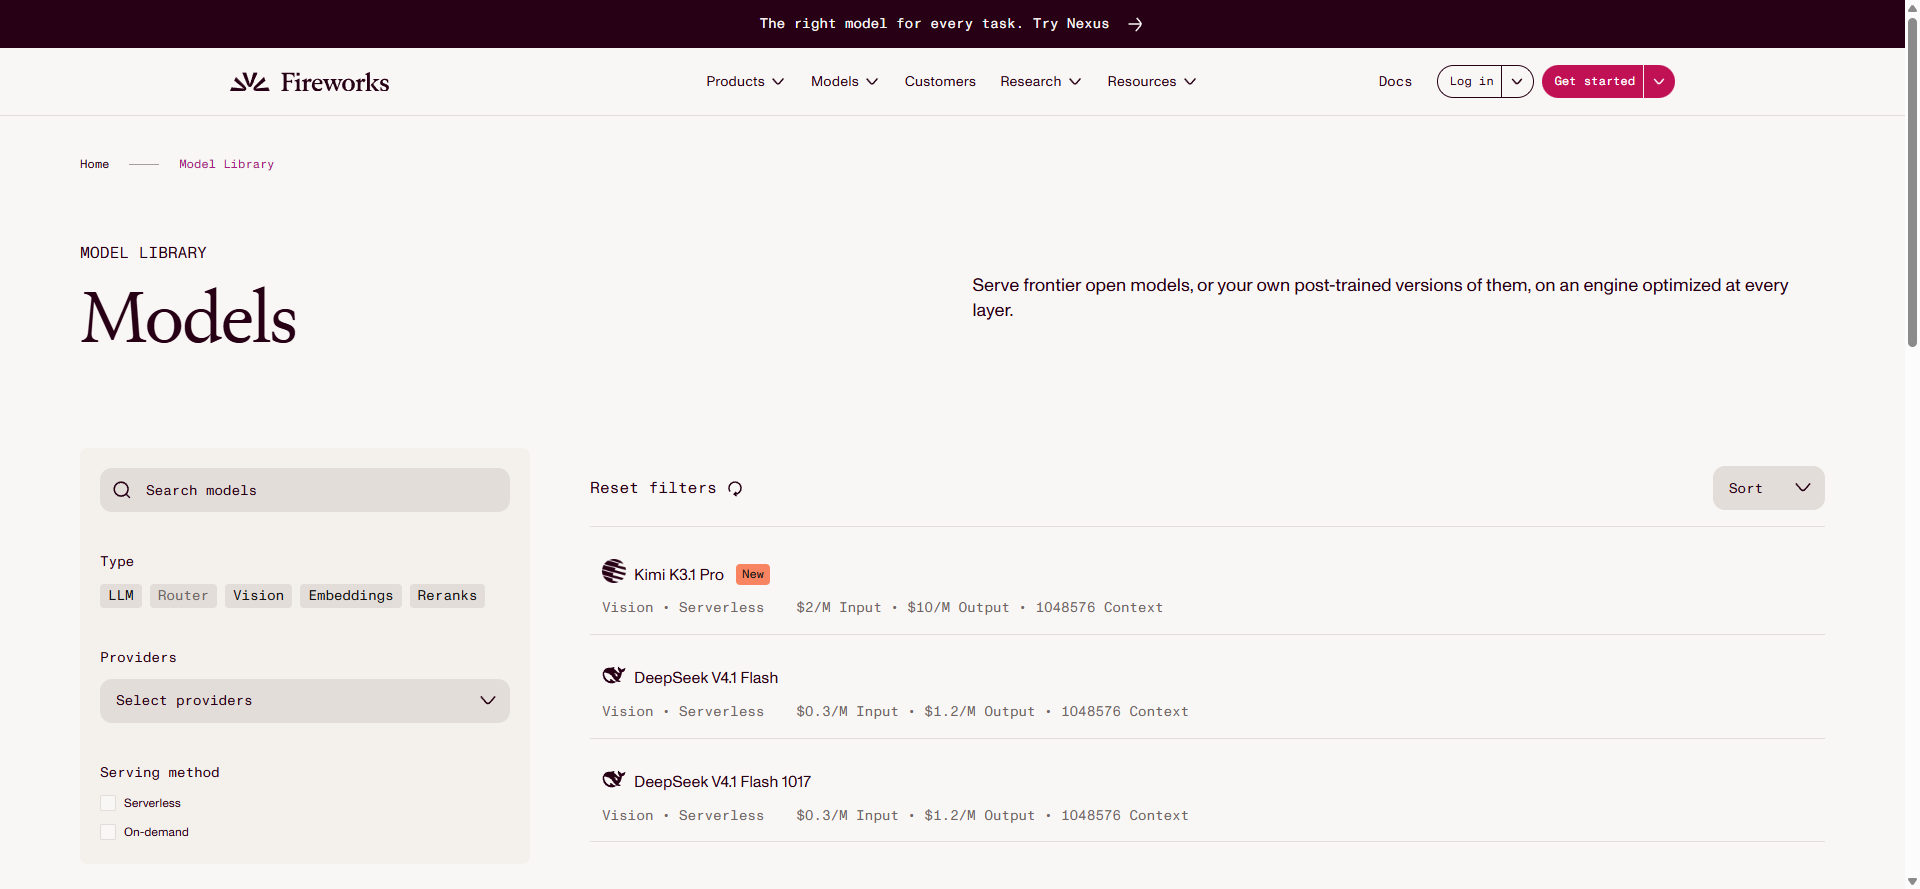 The right model for every task. Try Nexus
Fireworks
Products
Models
Customers
Research
Resources
Docs
Log in
Get started
Home
Model Library
MODEL LIBRARY
Models
Serve frontier open models, or your own post-trained versions of them, on an engine optimized at every
layer.
Search models
Type
LLM
Router
Vision
Embeddings
Reranks
Providers
Select providers
Serving method
Serverless
On-demand
Reset filters
Sort
Kimi K3.1 Pro New
Vision • Serverless $2/M Input • $10/M Output • 1048576 Context
DeepSeek V4.1 Flash
Vision • Serverless $0.3/M Input • $1.2/M Output • 1048576 Context
DeepSeek V4.1 Flash 1017
Vision • Serverless $0.3/M Input • $1.2/M Output • 1048576 Context